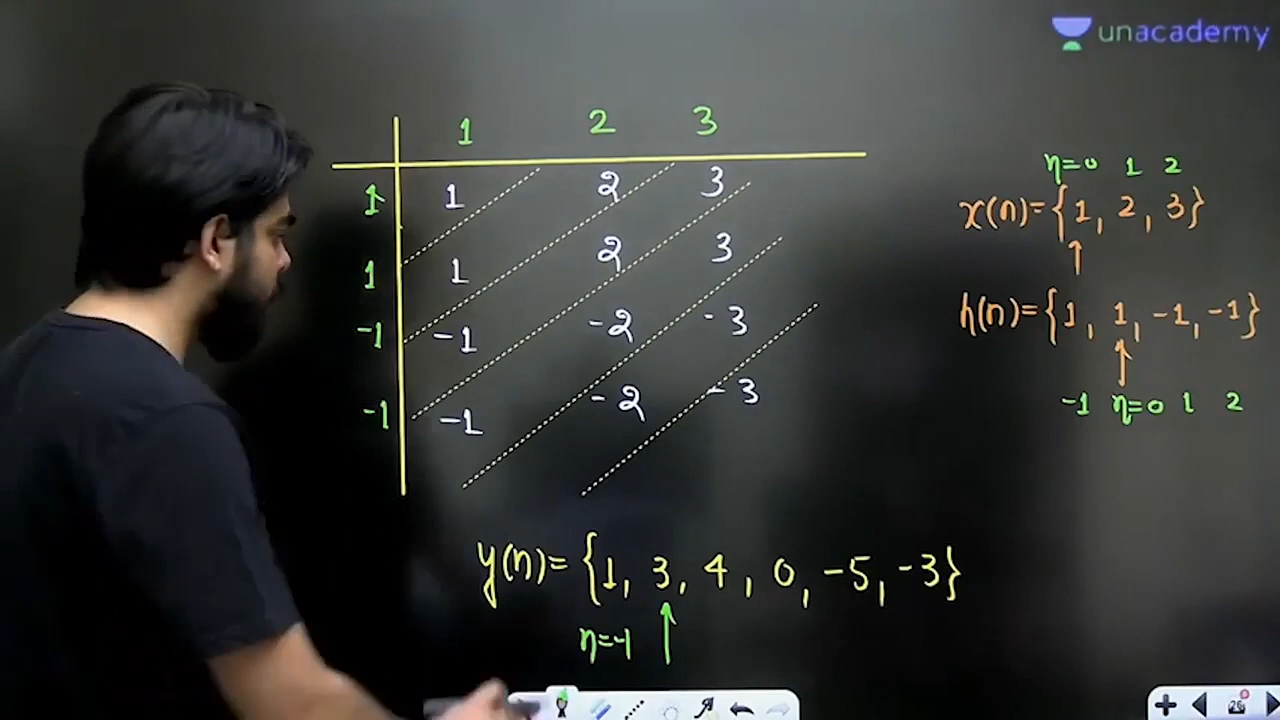 unacademy
1 2 3
1 1 2 3
1 1 2 3
-1 -1 -2 -3
-1 -1 -2 -3
y(n)={1, 3, 4, 0, -5, -3}
n=-1
n=0 1 2
x(n)={1, 2, 3}
h(n)={1, 1, -1, -1}
-1 n=0 1 2
26